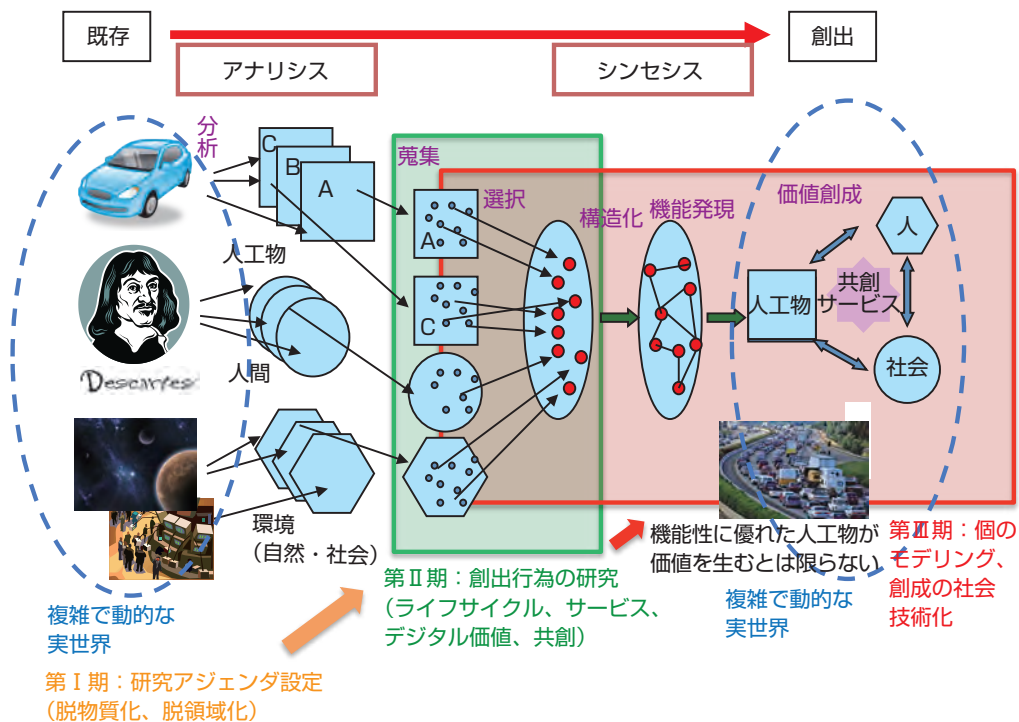 既存
創出
アナリシス
シンセシス
分析
C
B
A
人工物
人間
Descartes
環境
（自然・社会）
蒐集
A
C
選択
構造化
機能発現
価値創成
人
人工物
共創
サービス
社会
機能性に優れた人工物が
価値を生むとは限らない
複雑で動的な
実世界
第Ⅰ期：研究アジェンダ設定
（脱物質化、脱領域化）
第Ⅱ期：創出行為の研究
（ライフサイクル、サービス、
デジタル価値、共創）
複雑で動的な
実世界
第Ⅲ期：個の
モデリング、
創成の社会
技術化